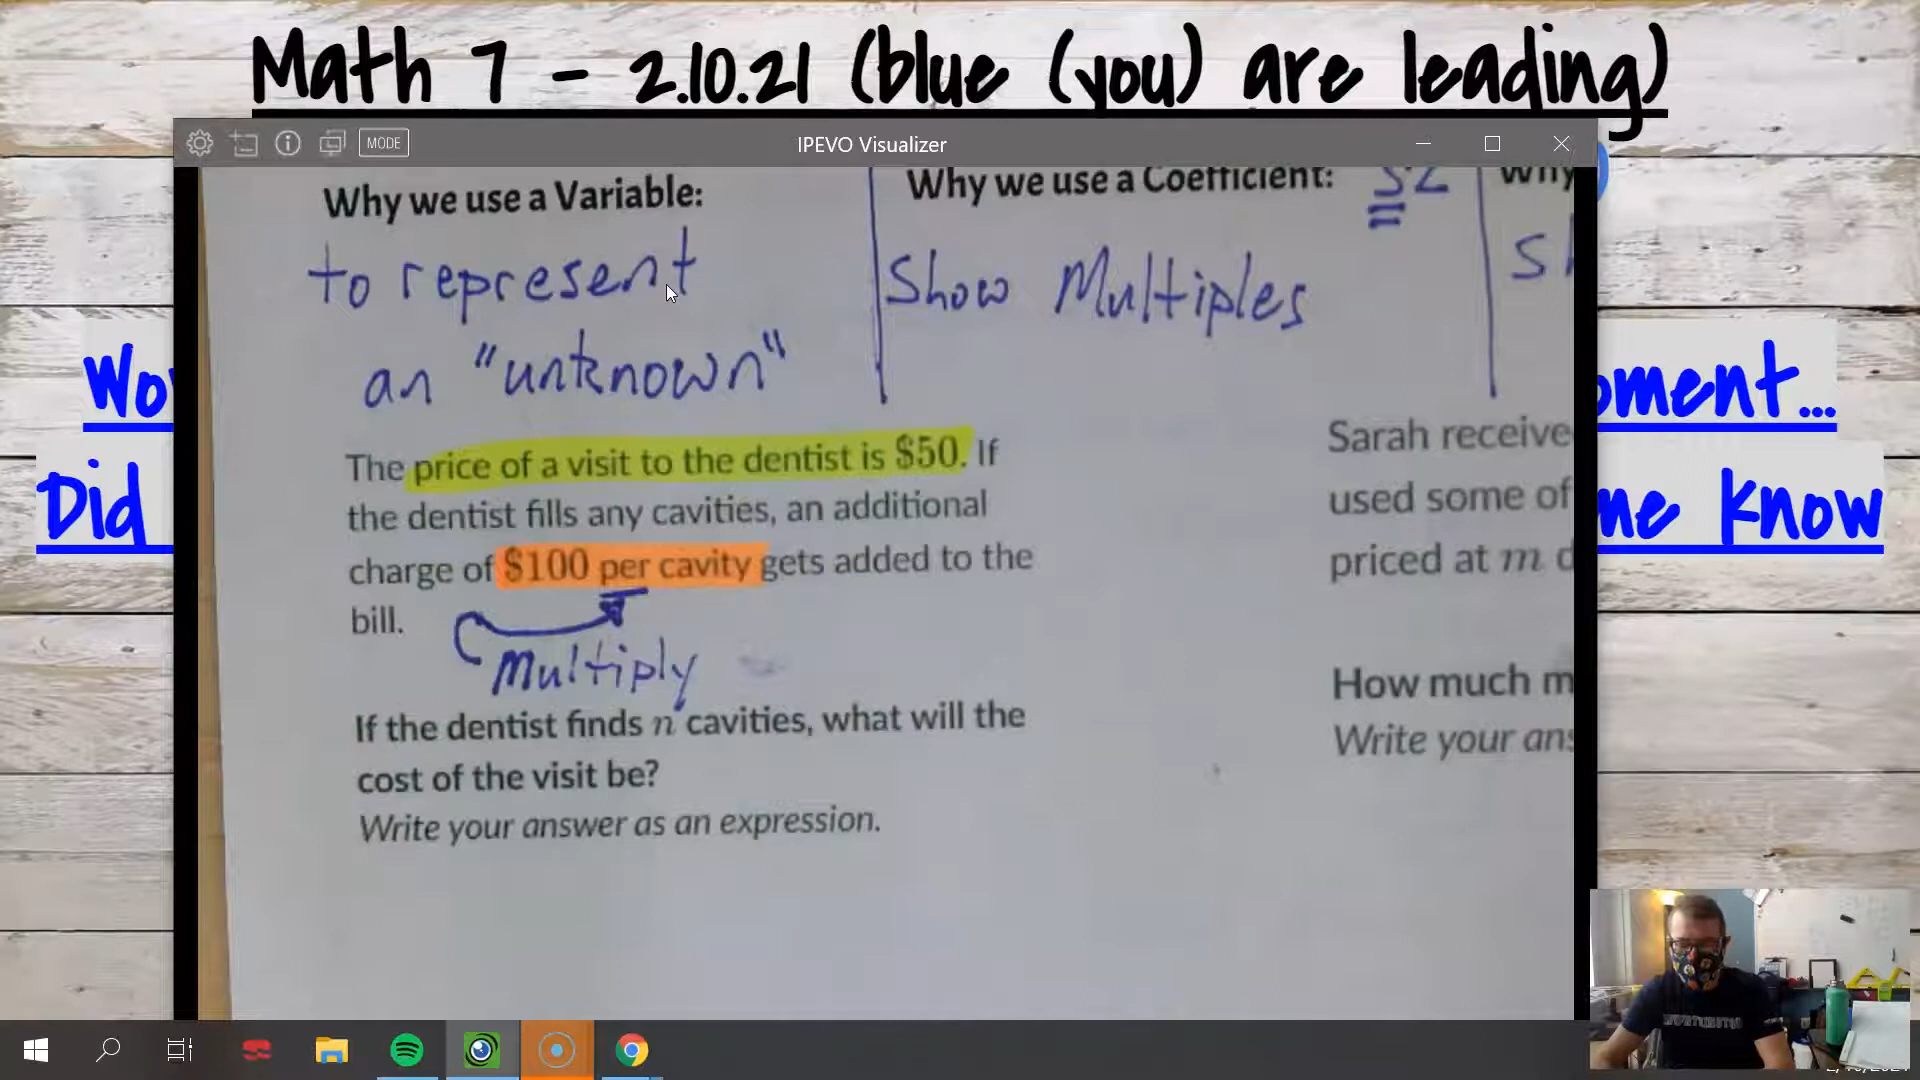 Math 7 - 2.10.21 (blue (you) are leading)
MODE
IPEVO Visualizer
Why we use a Variable:
to represent
an "unknown"
Why we use a Coefficient:
Show Multiples
Wo
oment...
Did
me know
The price of a visit to the dentist is $50. If
the dentist fills any cavities, an additional
charge of $100 per cavity gets added to the
bill.
Multiply
If the dentist finds n cavities, what will the
cost of the visit be?
Write your answer as an expression.
Sarah receive
used some of
priced at m d
How much m
Write your ans